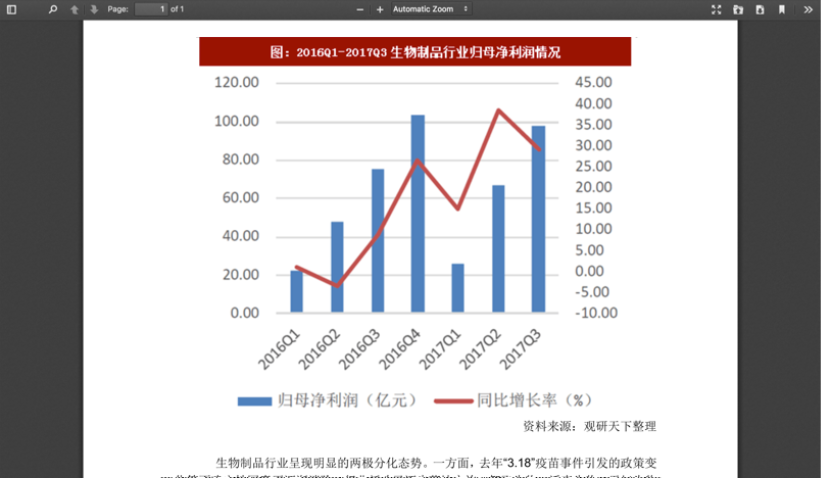 Page: 1 of 1
Automatic Zoom
图：2016Q1-2017Q3 生物制品行业归母净利润情况
120.00
100.00
80.00
60.00
40.00
20.00
0.00
45.00
40.00
35.00
30.00
25.00
20.00
15.00
10.00
5.00
0.00
-5.00
-10.00
2016Q1
2016Q2
2016Q3
2016Q4
2017Q1
2017Q2
2017Q3
归母净利润（亿元）
同比增长率（%）
资料来源：观研天下整理
生物制品行业呈现明显的两极分化态势。一方面，去年“3.18”疫苗事件引发的政策变